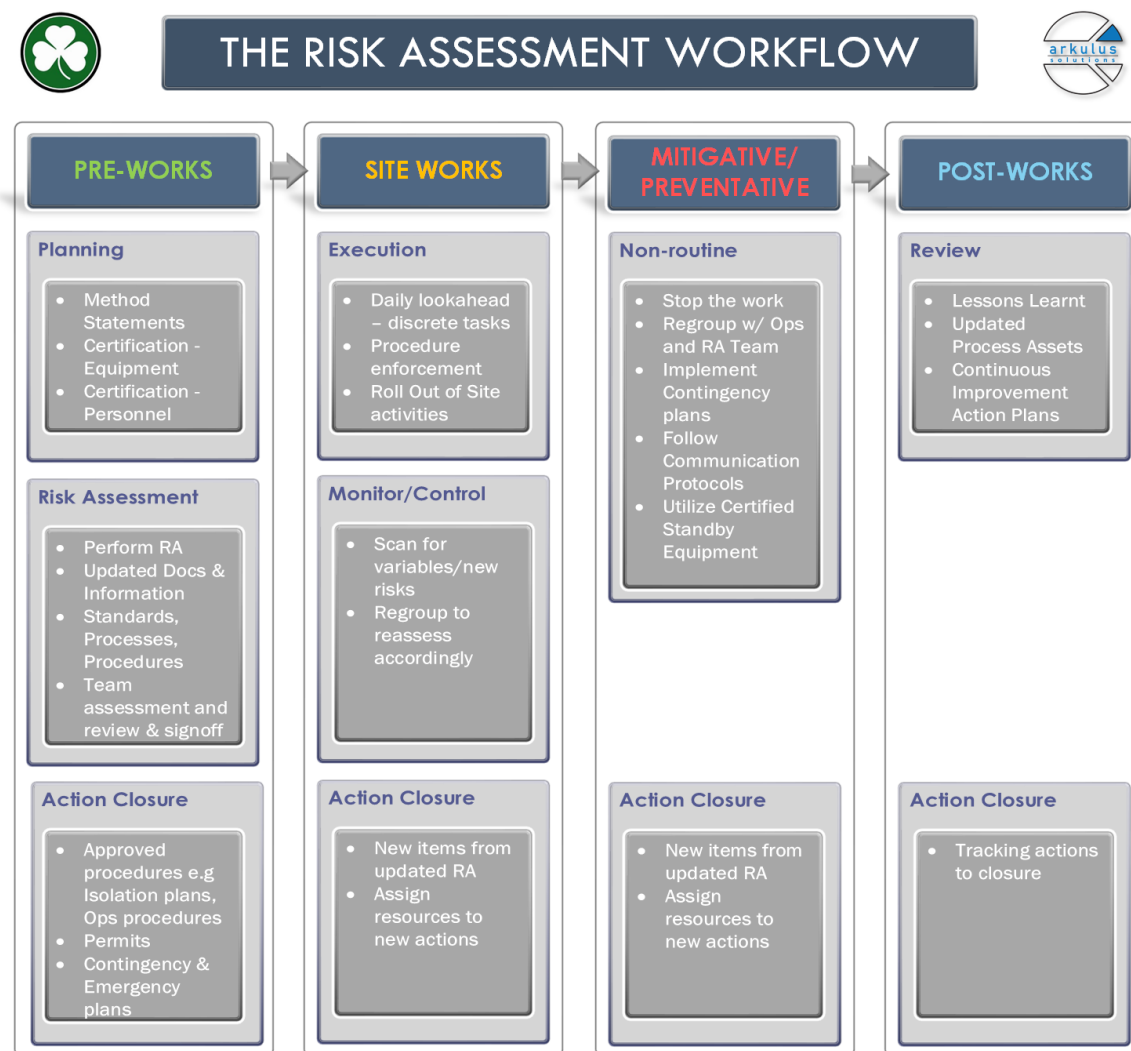 THE RISK ASSESSMENT WORKFLOW
arkulus
solutions
PRE-WORKS
Planning
• Method
Statements
• Certification -
Equipment
• Certification -
Personnel
Risk Assessment
• Perform RA
• Updated Docs &
Information
• Standards,
Processes,
Procedures
• Team
assessment and
review & signoff
Action Closure
• Approved
procedures e.g
Isolation plans,
Ops procedures
• Permits
• Contingency &
Emergency
plans
SITE WORKS
Execution
• Daily lookahead
– discrete tasks
• Procedure
enforcement
• Roll Out of Site
activities
Monitor/Control
• Scan for
variables/new
risks
• Regroup to
reassess
accordingly
Action Closure
• New items from
updated RA
• Assign
resources to
new actions
MITIGATIVE/
PREVENTATIVE
Non-routine
• Stop the work
• Regroup w/ Ops
and RA Team
• Implement
Contingency
plans
• Follow
Communication
Protocols
• Utilize Certified
Standby
Equipment
Action Closure
• New items from
updated RA
• Assign
resources to
new actions
POST-WORKS
Review
• Lessons Learnt
• Updated
Process Assets
• Continuous
Improvement
Action Plans
Action Closure
• Tracking actions
to closure